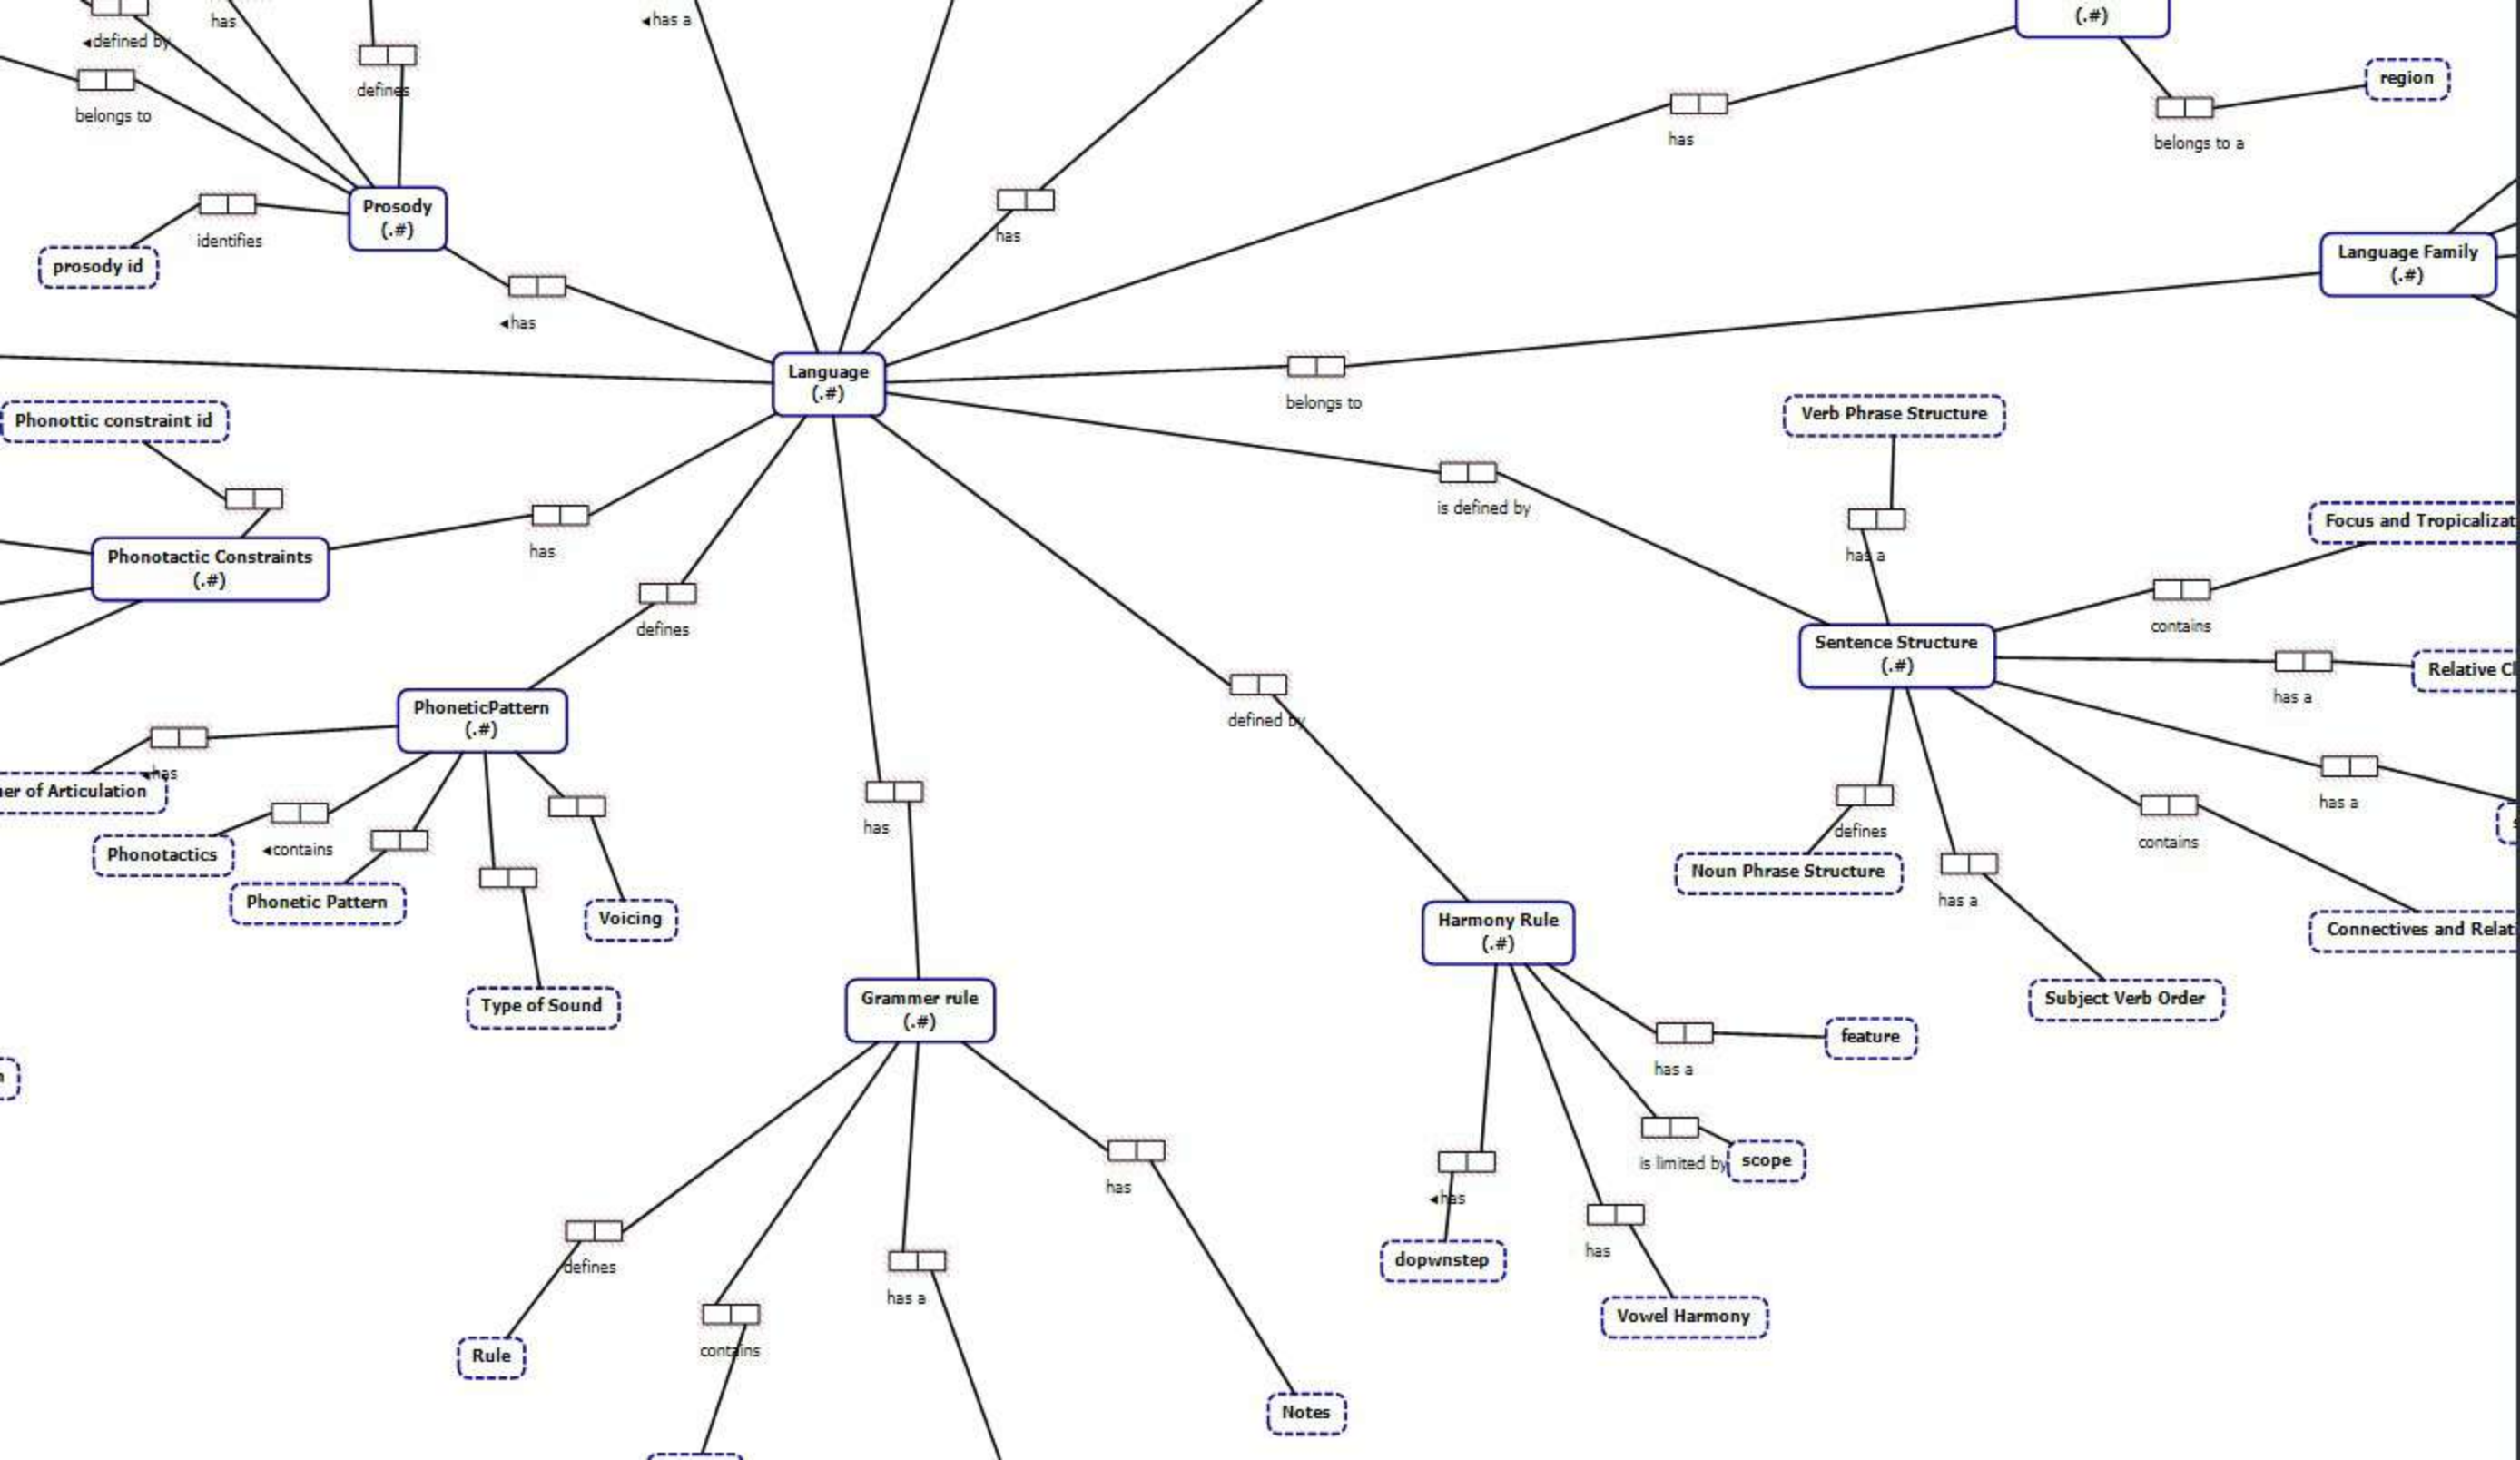 (.#)
has
◂has a
◂defined by
defines
region
belongs to
has
belongs to a
Prosody
(.#)
identifies
has
prosody id
Language Family
(.#)
◂has
Language
(.#)
belongs to
Verb Phrase Structure
Phonottic constraint id
is defined by
Focus and Tropicalizat
has
has a
Phonotactic Constraints
(.#)
defines
contains
Sentence Structure
(.#)
Relative Cl
has a
PhoneticPattern
(.#)
defined by
◂has
er of Articulation
has a
has
defines
contains
Phonotactics
◂contains
Noun Phrase Structure
Phonetic Pattern
has a
Voicing
Harmony Rule
(.#)
Connectives and Relati
Type of Sound
Grammer rule
(.#)
Subject Verb Order
feature
has a
is limited by
scope
has
◂has
defines
has
dopwnstep
has a
Vowel Harmony
Rule
contains
Notes